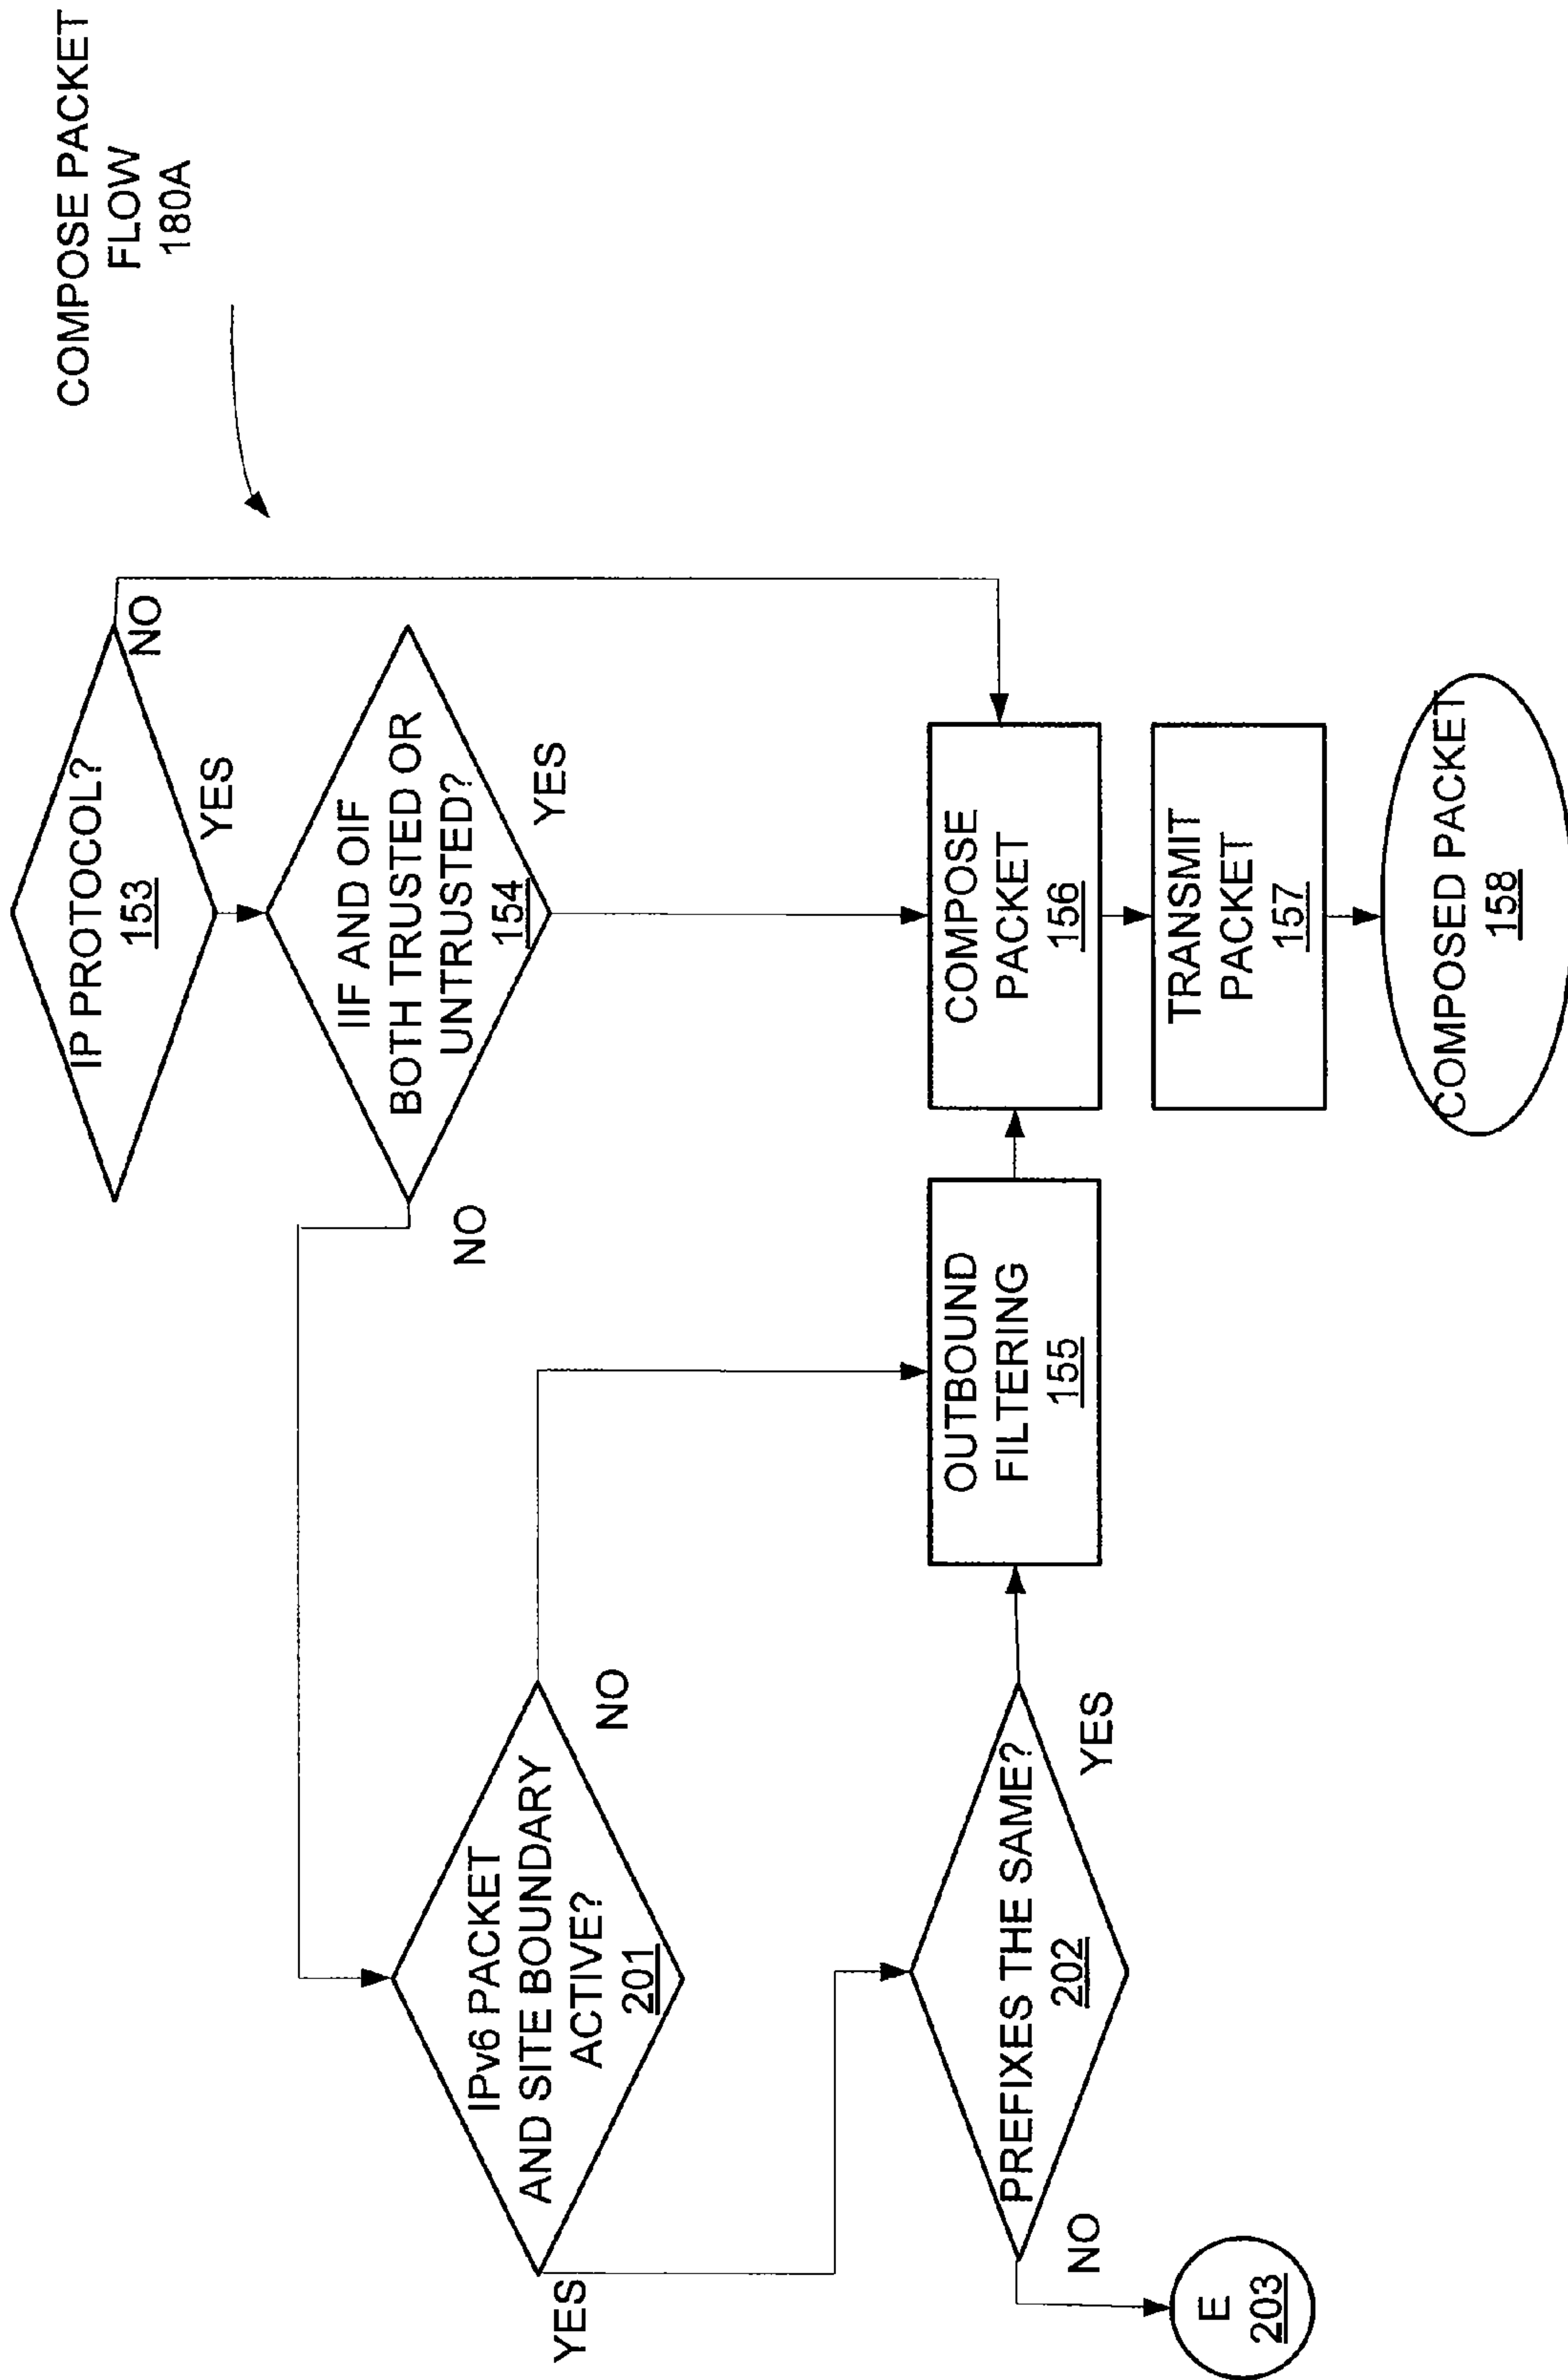 COMPOSE PACKET
FLOW
180A
IP PROTOCOL?
153
NO
YES
IIF AND OIF
BOTH TRUSTED OR
UNTRUSTED?
154
YES
NO
IPv6 PACKET
AND SITE BOUNDARY
ACTIVE?
201
NO
YES
PREFIXES THE SAME?
202
YES
NO
E
203
OUTBOUND
FILTERING
155
COMPOSE
PACKET
156
TRANSMIT
PACKET
157
COMPOSED PACKET
158